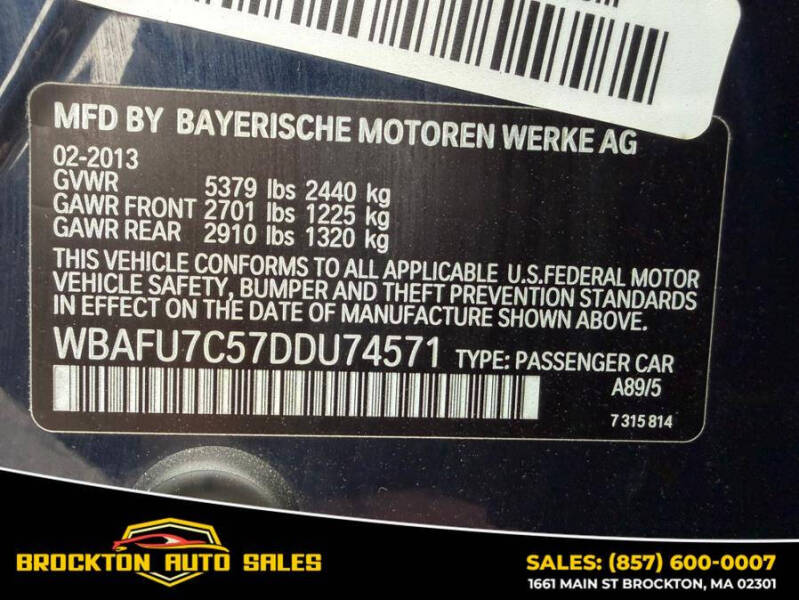 MFD BY BAYERISCHE MOTOREN WERKE AG
02-2013
GVWR 5379 lbs 2440 kg
GAWR FRONT 2701 lbs 1225 kg
GAWR REAR 2910 lbs 1320 kg
THIS VEHICLE CONFORMS TO ALL APPLICABLE U.S.FEDERAL MOTOR
VEHICLE SAFETY, BUMPER AND THEFT PREVENTION STANDARDS
IN EFFECT ON THE DATE OF MANUFACTURE SHOWN ABOVE.
WBAFU7C57DDU74571 TYPE: PASSENGER CAR
A89/5
7 315 814
BROCKTON AUTO SALES
SALES: (857) 600-0007
1661 MAIN ST BROCKTON, MA 02301